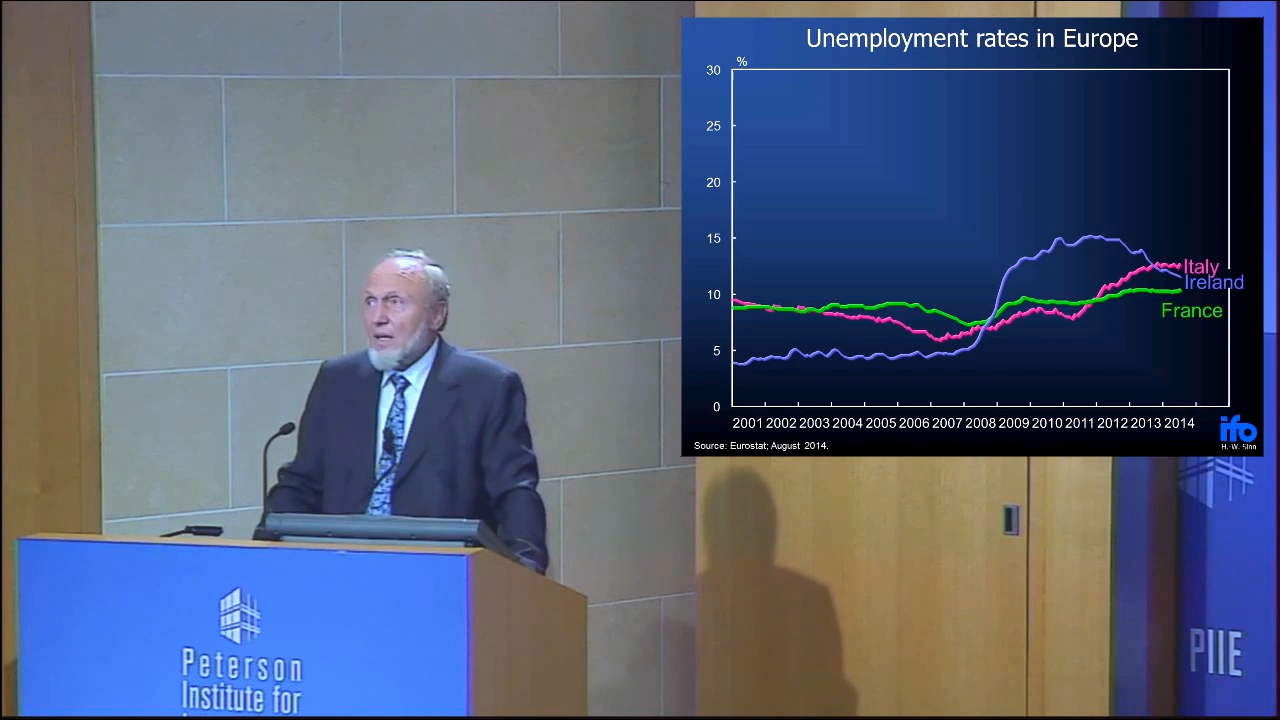 Unemployment rates in Europe
%
30
25
20
15
10
5
0
Italy
Ireland
France
2001 2002 2003 2004 2005 2006 2007 2008 2009 2010 2011 2012 2013 2014
Source: Eurostat; August 2014.
ifo
H.-W. Sinn
Peterson
Institute for
PIIE